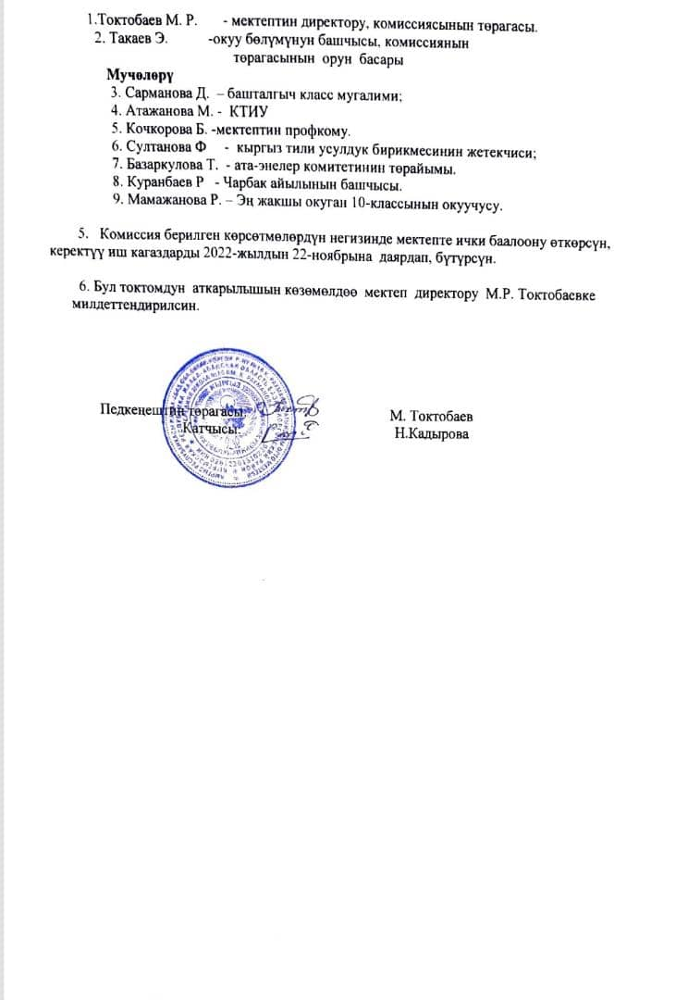 1.Токтобаев М. Р. - мектептин директору, комиссиясынын төрагасы.
2. Такаев Э. -окуу бөлүмүнун башчысы, комиссиянын
төрагасынын орун басары
Мучөлөрү
3. Сарманова Д. – башталгыч класс мугалими;
4. Атажанова М. - КТИУ
5. Кочкорова Б. -мектептин профкому.
6. Султанова Ф - кыргыз тили усулдук бирикмесинин жетекчиси;
7. Базаркулова Т. - ата-энелер комитетинин төрайымы.
8. Куранбаев Р - Чарбак айылынын башчысы.
9. Мамажанова Р. – Эң жакшы окуган 10-классынын окуучусу.
5. Комиссия берилген көрсөтмөлөрдүн негизинде мектепте ички баалоону өткөрсүн,
керектүү иш кагаздарды 2022-жылдын 22-ноябрына даярдап, бүтүрсүн.
6. Бул токтомдун аткарылышын көзөмөлдөө мектеп директору М.Р. Токтобаевке
милдеттендирилсин.
Педкеңештин төрагасы: М. Токтобаев
Катчысы: Н.Кадырова